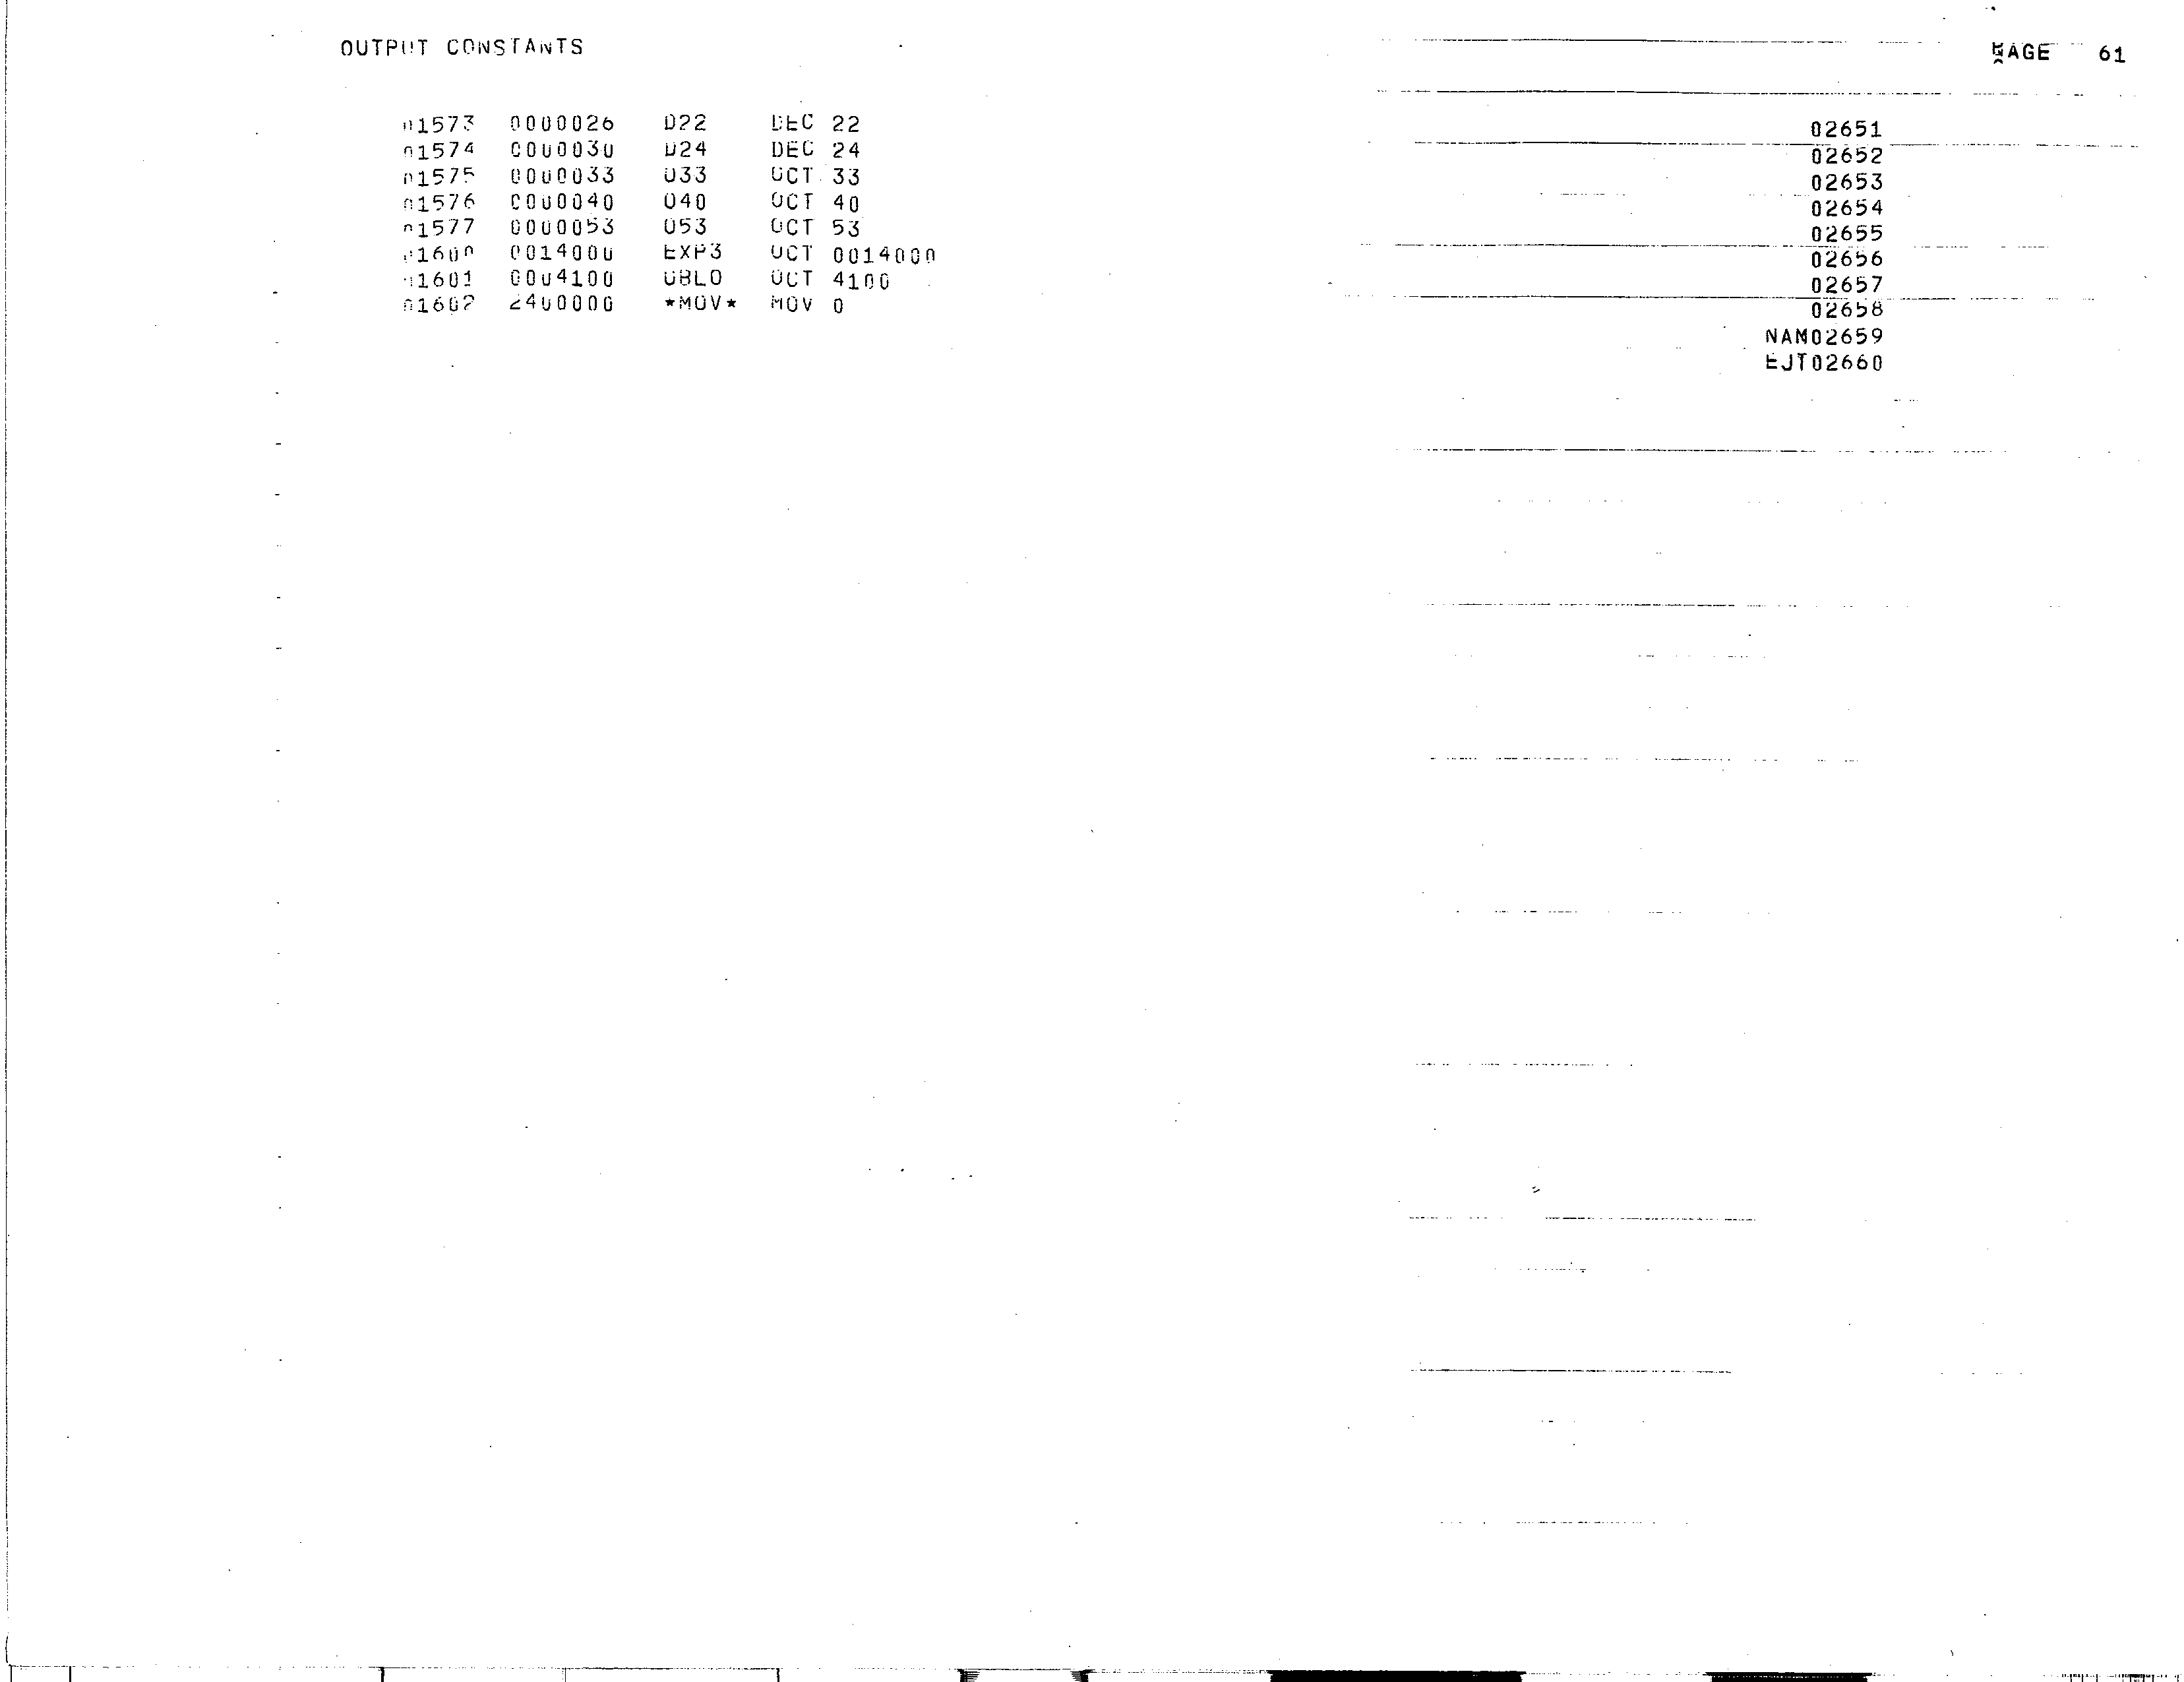 OUTPUT CONSTANTS PAGE 61
01573 0000026 D22 DEC 22 02651
01574 0000030 D24 DEC 24 02652
01575 0000033 O33 OCT 33 02653
01576 0000040 O40 OCT 40 02654
01577 0000053 O53 OCT 53 02655
01600 0014000 EXP3 OCT 0014000 02656
01601 0004100 OBLO OCT 4100 02657
01602 2400000 *MOV* MOV 0 02658
NAM02659
EJT02660